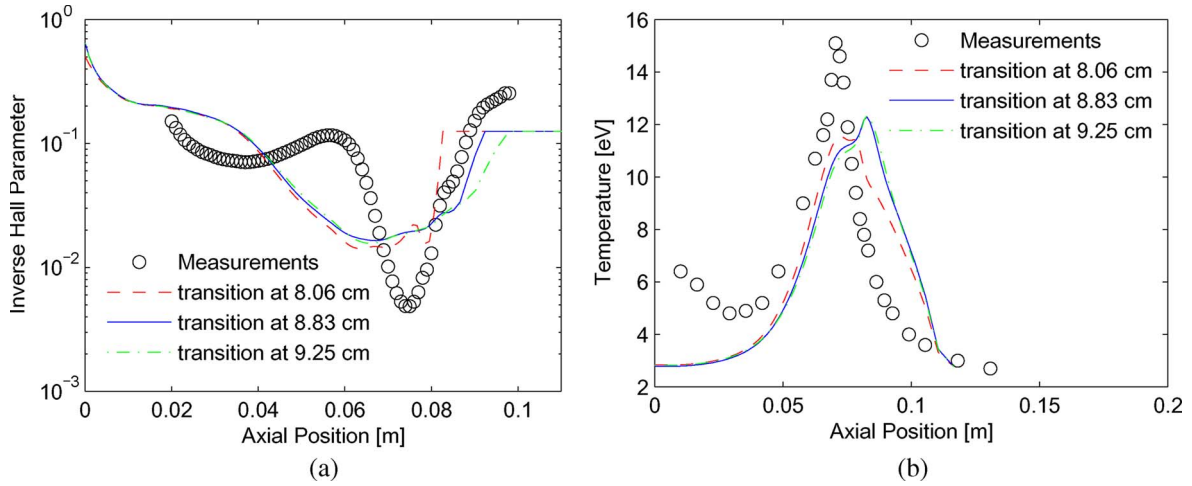 10^0
10^-1
10^-2
10^-3
Inverse Hall Parameter
Measurements
transition at 8.06 cm
transition at 8.83 cm
transition at 9.25 cm
0 0.02 0.04 0.06 0.08 0.1
Axial Position [m]
(a)
16
14
12
10
8
6
4
2
Temperature [eV]
Measurements
transition at 8.06 cm
transition at 8.83 cm
transition at 9.25 cm
0 0.05 0.1 0.15 0.2
Axial Position [m]
(b)